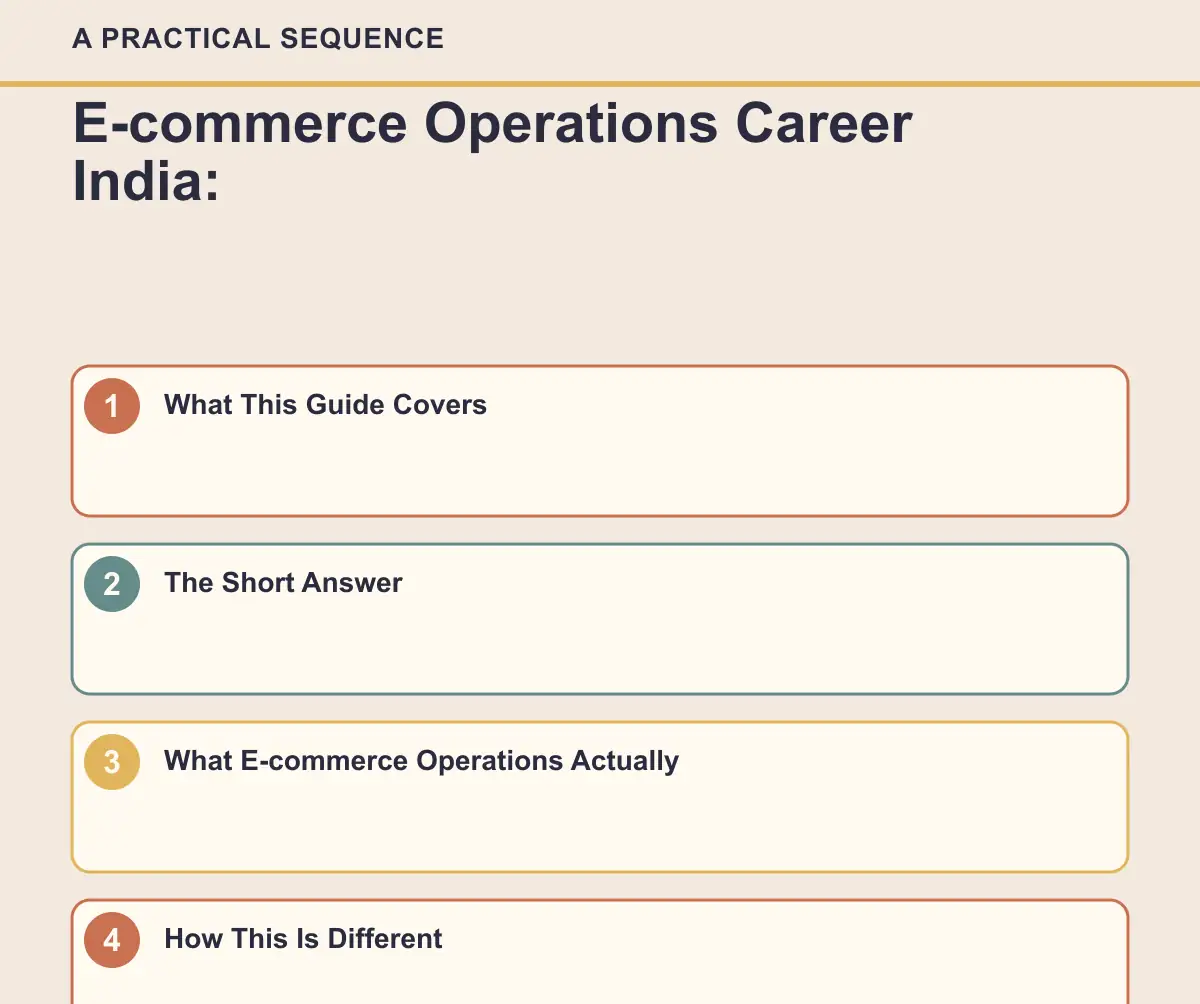 A PRACTICAL SEQUENCE
E-commerce Operations Career
India:
1
What This Guide Covers
2
The Short Answer
3
What E-commerce Operations Actually
4
How This Is Different